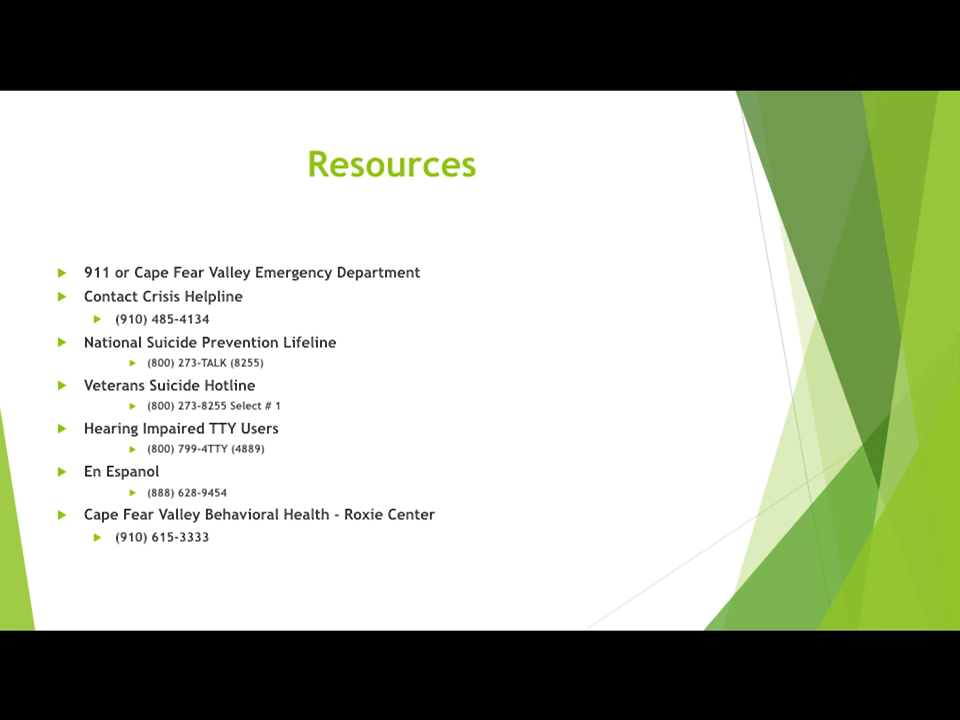 Resources
911 or Cape Fear Valley Emergency Department
Contact Crisis Helpline
(910) 485-4134
National Suicide Prevention Lifeline
(800) 273-TALK (8255)
Veterans Suicide Hotline
(800) 273-8255 Select # 1
Hearing Impaired TTY Users
(800) 799-4TTY (4889)
En Espanol
(888) 628-9454
Cape Fear Valley Behavioral Health - Roxie Center
(910) 615-3333